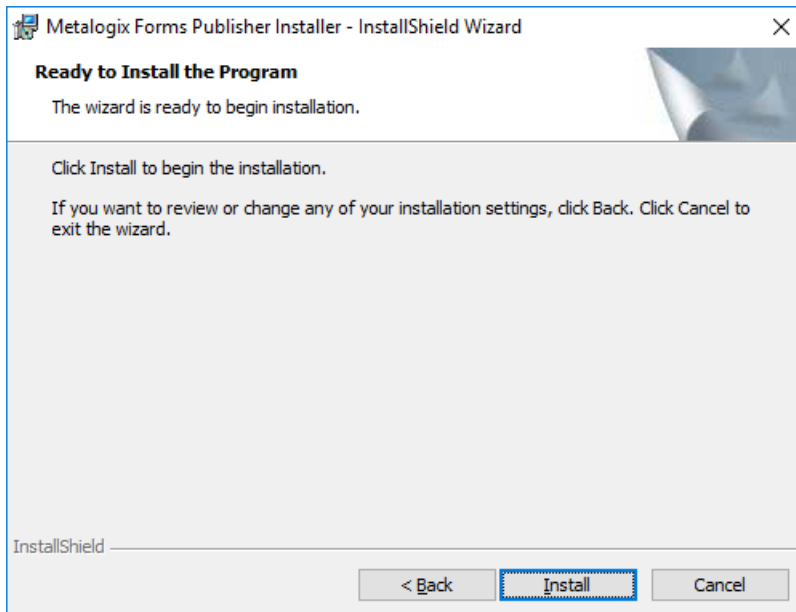 Metalogix Forms Publisher Installer - InstallShield Wizard
Ready to Install the Program
The wizard is ready to begin installation.
Click Install to begin the installation.
If you want to review or change any of your installation settings, click Back. Click Cancel to
exit the wizard.
InstallShield
< Back
Install
Cancel